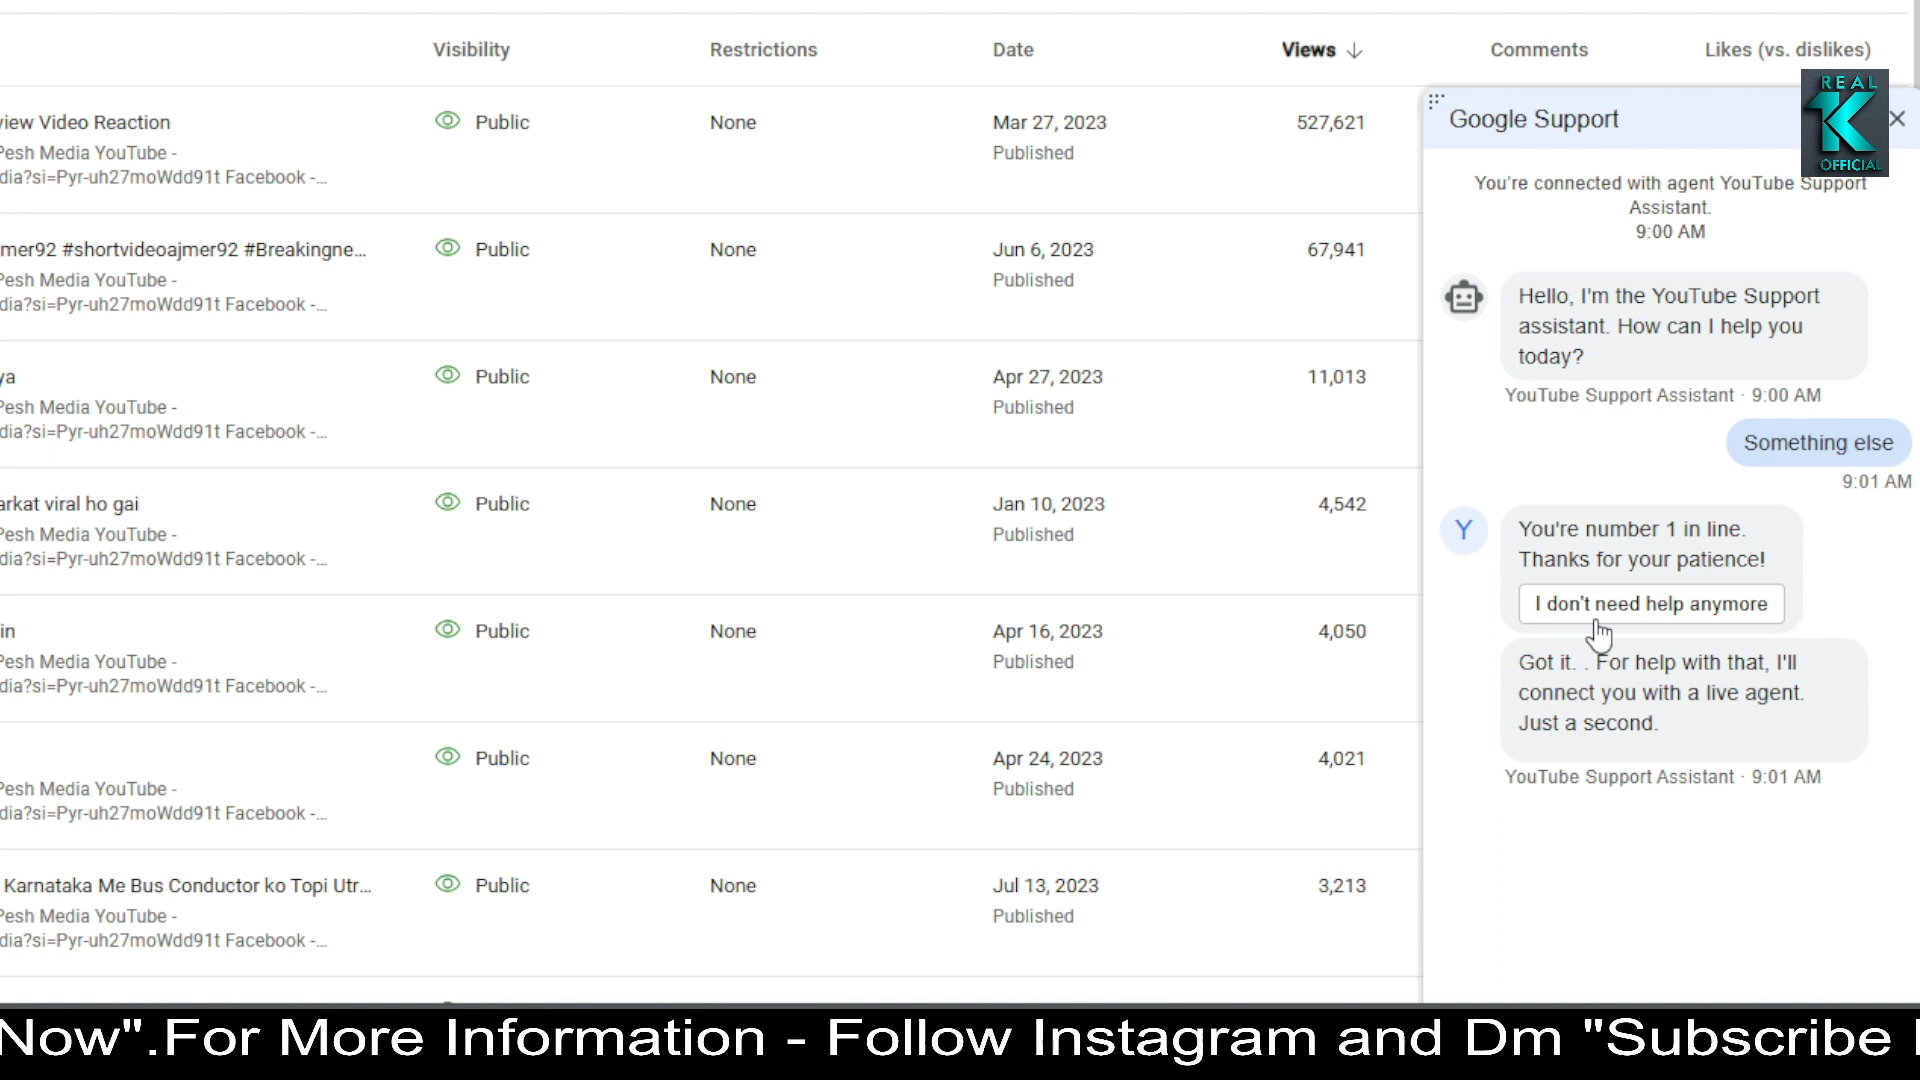 Visibility Restrictions Date Views Comments Likes (vs. dislikes)
REAL
OFFICIAL
Google Support
You're connected with agent YouTube Support
Assistant.
9:00 AM
Hello, I'm the YouTube Support
assistant. How can I help you
today?
YouTube Support Assistant · 9:00 AM
Something else
9:01 AM
Y
You're number 1 in line.
Thanks for your patience!
I don't need help anymore
Got it. . For help with that, I'll
connect you with a live agent.
Just a second.
YouTube Support Assistant · 9:01 AM
view Video Reaction Public None Mar 27, 2023 527,621
Pesh Media YouTube - Published
dia?si=Pyr-uh27moWdd91t Facebook -...
mer92 #shortvideoajmer92 #Breakingne... Public None Jun 6, 2023 67,941
Pesh Media YouTube - Published
dia?si=Pyr-uh27moWdd91t Facebook -...
ya Public None Apr 27, 2023 11,013
Pesh Media YouTube - Published
dia?si=Pyr-uh27moWdd91t Facebook -...
arkat viral ho gai Public None Jan 10, 2023 4,542
Pesh Media YouTube - Published
dia?si=Pyr-uh27moWdd91t Facebook -...
in Public None Apr 16, 2023 4,050
Pesh Media YouTube - Published
dia?si=Pyr-uh27moWdd91t Facebook -...
Public None Apr 24, 2023 4,021
Pesh Media YouTube - Published
dia?si=Pyr-uh27moWdd91t Facebook -...
Karnataka Me Bus Conductor ko Topi Utr... Public None Jul 13, 2023 3,213
Pesh Media YouTube - Published
dia?si=Pyr-uh27moWdd91t Facebook -...
Now".For More Information - Follow Instagram and Dm "Subscribe